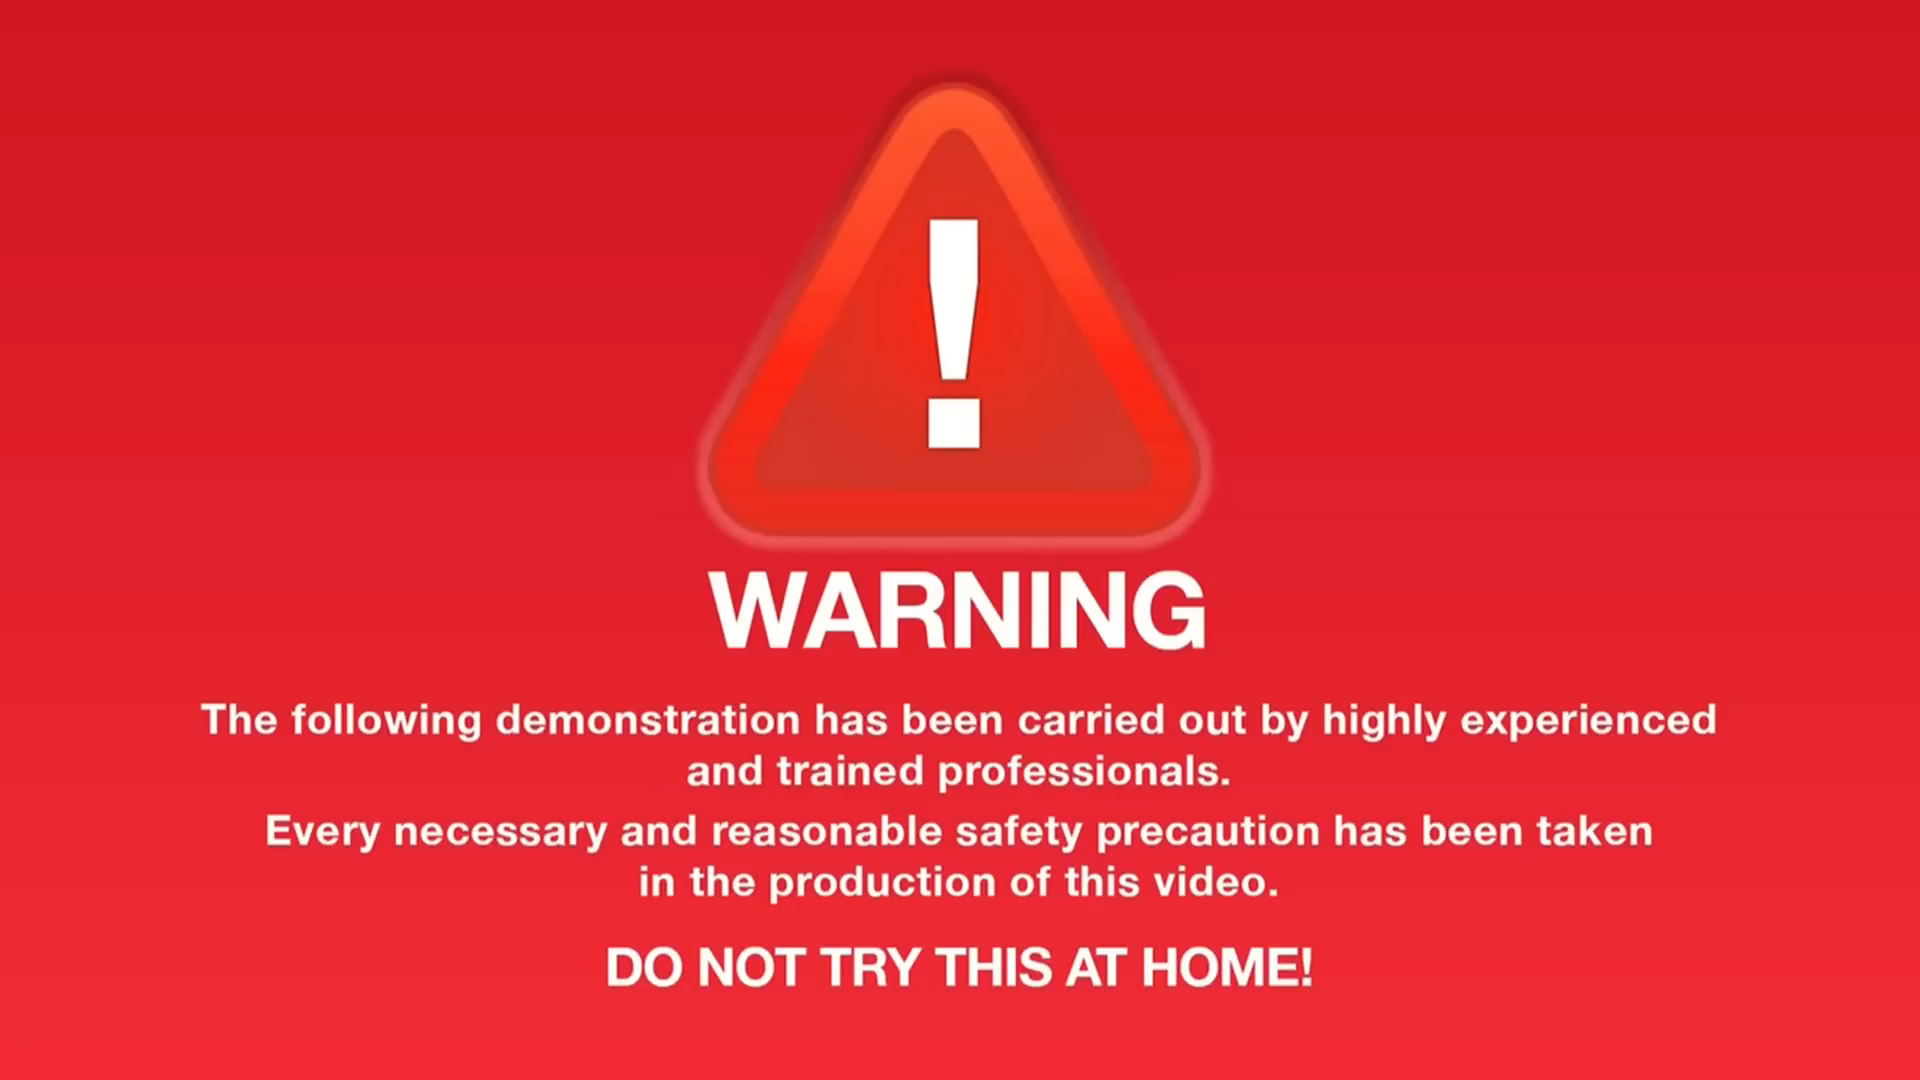 !
WARNING
The following demonstration has been carried out by highly experienced
and trained professionals.
Every necessary and reasonable safety precaution has been taken
in the production of this video.
DO NOT TRY THIS AT HOME!